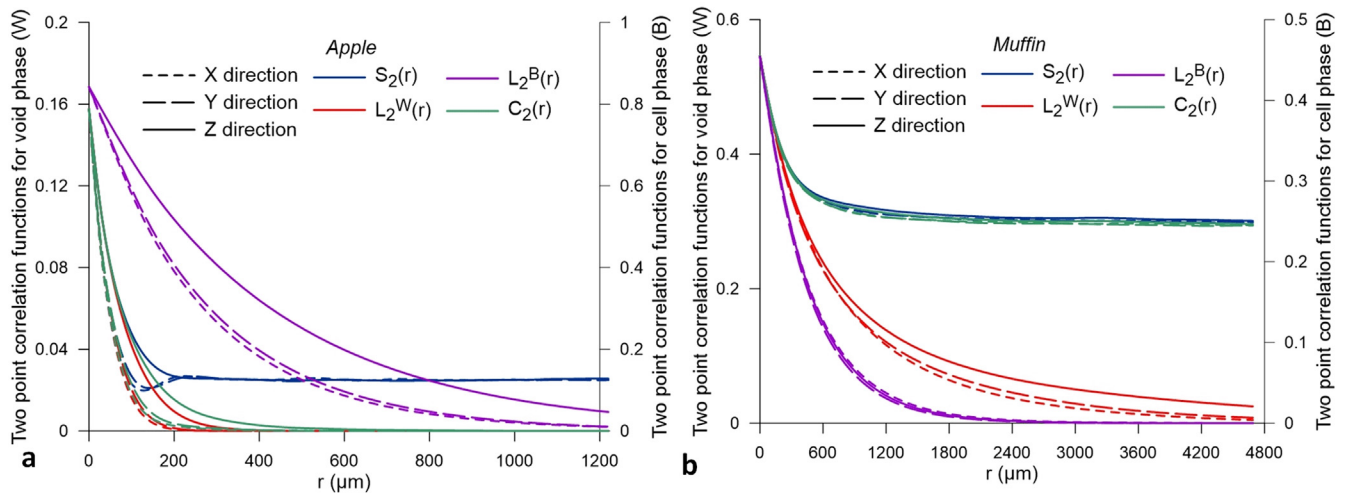 Two point correlation functions for void phase (W)
0.2
0.16
0.12
0.08
0.04
0
Apple
X direction
Y direction
Z direction
S2(r)
L2W(r)
L2B(r)
C2(r)
1
0.8
0.6
0.4
0.2
0
Two point correlation functions for cell phase (B)
0 200 400 600 800 1000 1200
r (µm)
a
Two point correlation functions for void phase (W)
0.6
0.4
0.2
0
Muffin
X direction
Y direction
Z direction
S2(r)
L2W(r)
L2B(r)
C2(r)
0.5
0.4
0.3
0.2
0.1
0
Two point correlation functions for cell phase (B)
0 600 1200 1800 2400 3000 3600 4200 4800
r (µm)
b